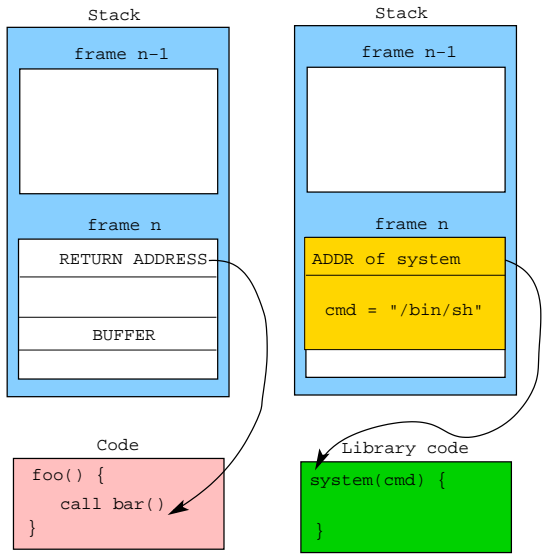 Stack
frame n-1
frame n
RETURN ADDRESS
BUFFER
Code
foo() {
call bar()
}
Stack
frame n-1
frame n
ADDR of system
cmd = "/bin/sh"
Library code
system(cmd) {
}